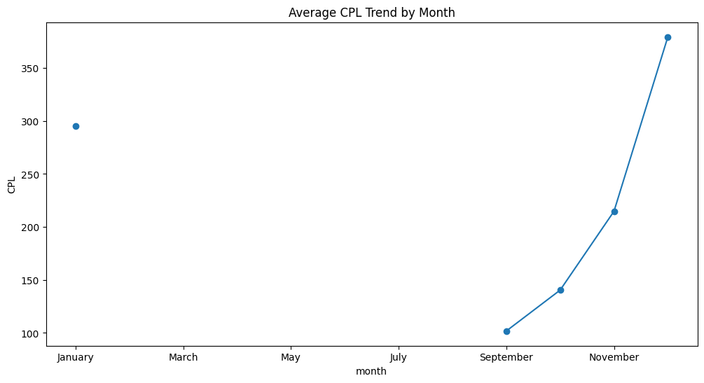 Average CPL Trend by Month
CPL
350
300
250
200
150
100
January March May July September November
month